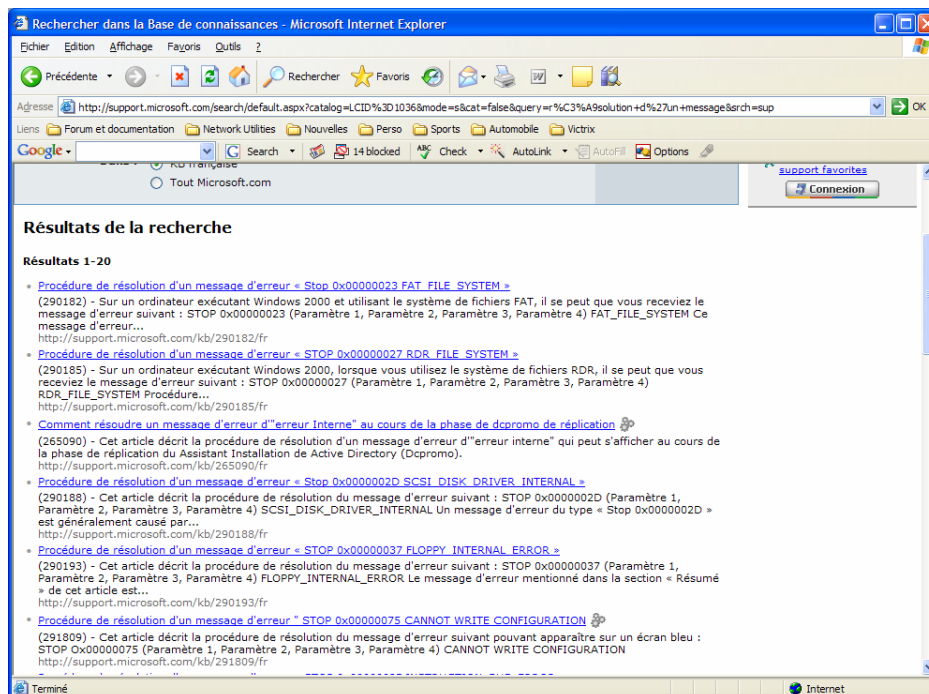 Rechercher dans la Base de connaissances - Microsoft Internet Explorer
Fichier Edition Affichage Favoris Outils ?
Précédente Rechercher Favoris
Adresse http://support.microsoft.com/search/default.aspx?catalog=LCID%3D1036&mode=s&cat=false&query=r%C3%A9solution+d%27un+message&srch=sup OK
Liens Forum et documentation Network Utilities Nouvelles Perso Sports Automobile Victrix
Google Search 14 blocked ABC Check AutoLink AutoFill Options
KB française
support favorites
Tout Microsoft.com
Connexion
Résultats de la recherche
Résultats 1-20
Procédure de résolution d'un message d'erreur « Stop 0x00000023 FAT_FILE_SYSTEM »
(290182) - Sur un ordinateur exécutant Windows 2000 et utilisant le système de fichiers FAT, il se peut que vous receviez le
message d'erreur suivant : STOP 0x00000023 (Paramètre 1, Paramètre 2, Paramètre 3, Paramètre 4) FAT_FILE_SYSTEM Ce
message d'erreur...
http://support.microsoft.com/kb/290182/fr
Procédure de résolution d'un message d'erreur « STOP 0x00000027 RDR_FILE_SYSTEM »
(290185) - Sur un ordinateur exécutant Windows 2000, lorsque vous utilisez le système de fichiers RDR, il se peut que vous
receviez le message d'erreur suivant : STOP 0x00000027 (Paramètre 1, Paramètre 2, Paramètre 3, Paramètre 4)
RDR_FILE_SYSTEM Procédure...
http://support.microsoft.com/kb/290185/fr
Comment résoudre un message d'erreur d'"erreur Interne" au cours de la phase de dcpromo de réplication
(265090) - Cet article décrit la procédure de résolution d'un message d'erreur d'"erreur interne" qui peut s'afficher au cours de
la phase de réplication du Assistant Installation de Active Directory (Dcpromo).
http://support.microsoft.com/kb/265090/fr
Procédure de résolution d'un message d'erreur « Stop 0x0000002D SCSI_DISK_DRIVER_INTERNAL »
(290188) - Cet article décrit la procédure de résolution du message d'erreur suivant : STOP 0x0000002D (Paramètre 1,
Paramètre 2, Paramètre 3, Paramètre 4) SCSI_DISK_DRIVER_INTERNAL Un message d'erreur du type « Stop 0x0000002D »
est généralement causé par...
http://support.microsoft.com/kb/290188/fr
Procédure de résolution d'un message d'erreur « STOP 0x00000037 FLOPPY_INTERNAL_ERROR »
(290193) - Cet article décrit la procédure de résolution du message d'erreur suivant : STOP 0x00000037 (Paramètre 1,
Paramètre 2, Paramètre 3, Paramètre 4) FLOPPY_INTERNAL_ERROR Le message d'erreur mentionné dans la section « Résumé
» de cet article est...
http://support.microsoft.com/kb/290193/fr
Procédure de résolution d'un message d'erreur " STOP 0x00000075 CANNOT WRITE CONFIGURATION
(291809) - Cet article décrit la procédure de résolution du message d'erreur suivant pouvant apparaître sur un écran bleu :
STOP Ox00000075 (Paramètre 1, Paramètre 2, Paramètre 3, Paramètre 4) CANNOT WRITE CONFIGURATION
http://support.microsoft.com/kb/291809/fr
Terminé Internet